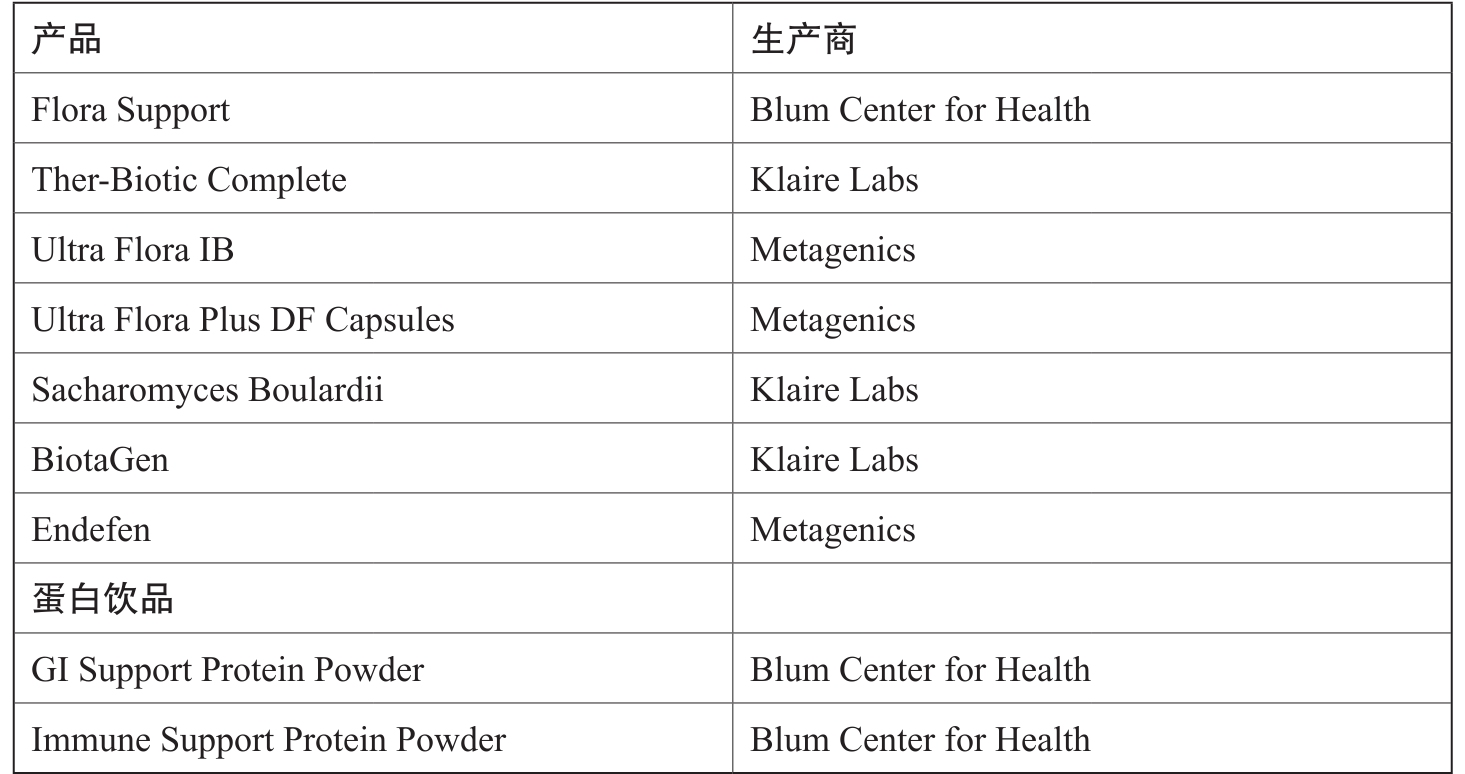 产品 生产商
Flora Support Blum Center for Health
Ther-Biotic Complete Klaire Labs
Ultra Flora IB Metagenics
Ultra Flora Plus DF Capsules Metagenics
Sacharomyces Boulardii Klaire Labs
BiotaGen Klaire Labs
Endefen Metagenics
蛋白饮品
GI Support Protein Powder Blum Center for Health
Immune Support Protein Powder Blum Center for Health